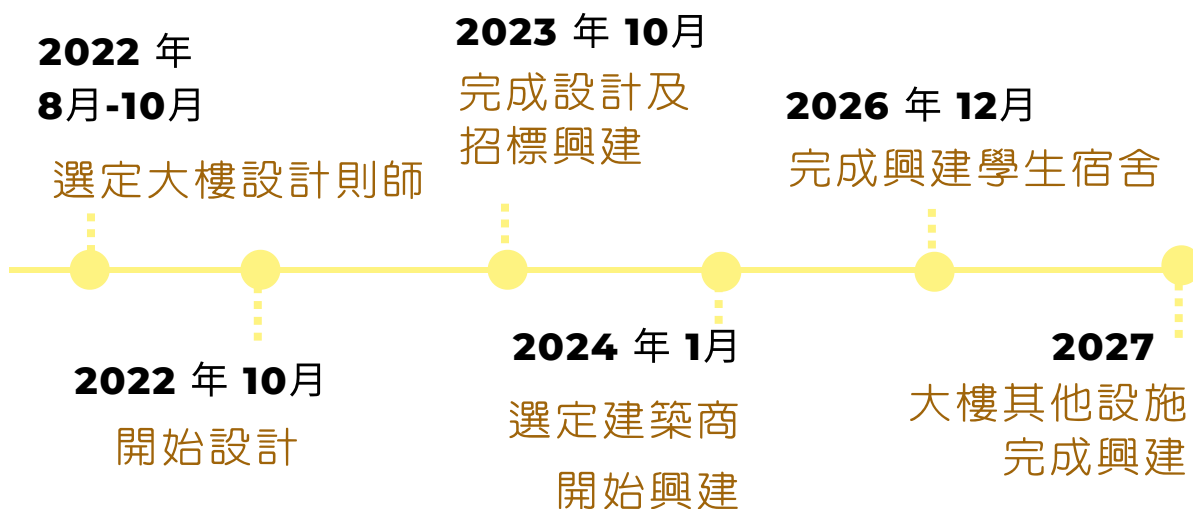 2022 年
8月-10月
選定大樓設計則師
2022 年 10月
開始設計
2023 年 10月
完成設計及
招標興建
2024 年 1月
選定建築商
開始興建
2026 年 12月
完成興建學生宿舍
2027
大樓其他設施
完成興建